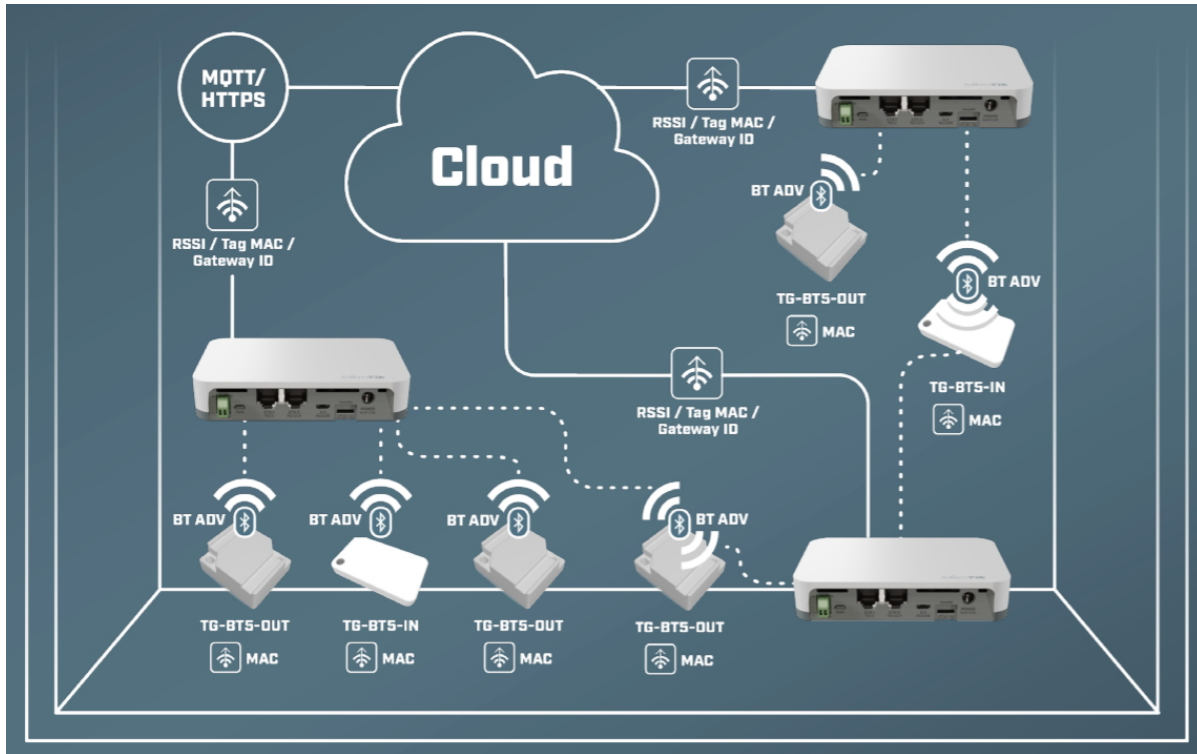 MQTT/
HTTPS
Cloud
RSSI / Tag MAC /
Gateway ID
RSSI / Tag MAC /
Gateway ID
BT ADV
TG-BT5-OUT
MAC
BT ADV
TG-BT5-IN
MAC
RSSI / Tag MAC /
Gateway ID
BT ADV
TG-BT5-OUT
MAC
BT ADV
TG-BT5-IN
MAC
BT ADV
TG-BT5-OUT
MAC
BT ADV
TG-BT5-OUT
MAC